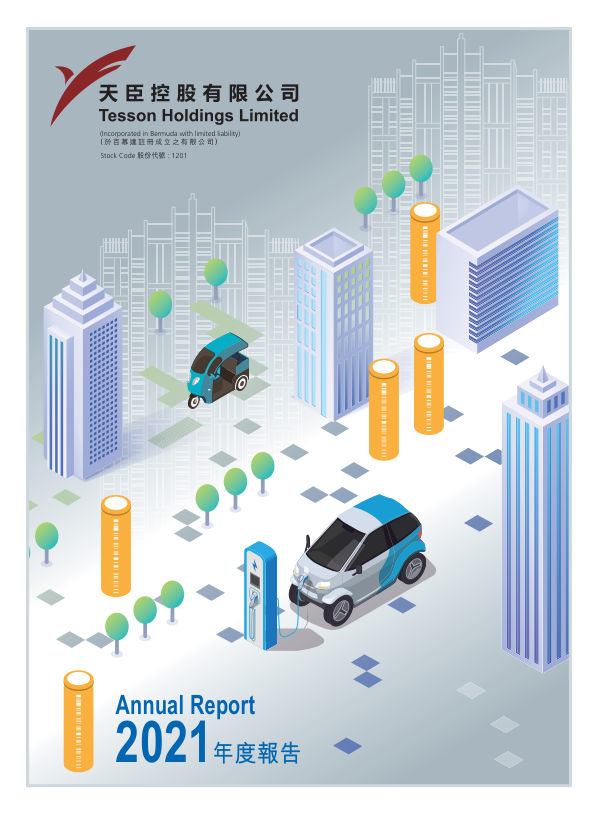 天臣控股有限公司
Tesson Holdings Limited
(Incorporated in Bermuda with limited liability)
(於百慕達註冊成立之有限公司)
Stock Code 股份代號 : 1201
Annual Report
2021年度報告